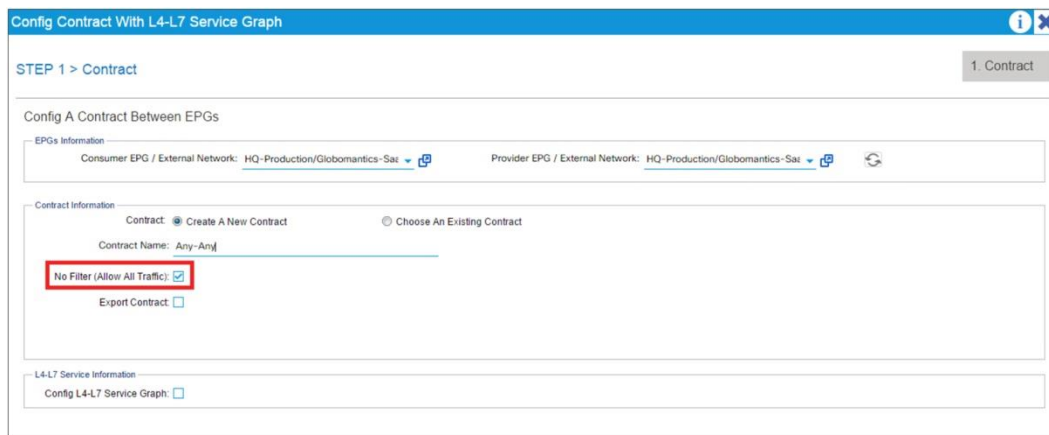 Config Contract With L4-L7 Service Graph
STEP 1 > Contract
1. Contract
Config A Contract Between EPGs
EPGs Information
Consumer EPG / External Network: HQ-Production/Globomantics-Saa Provider EPG / External Network: HQ-Production/Globomantics-Saa
Contract Information
Contract: Create A New Contract Choose An Existing Contract
Contract Name: Any-Any
No Filter (Allow All Traffic):
Export Contract:
L4-L7 Service Information
Config L4-L7 Service Graph: